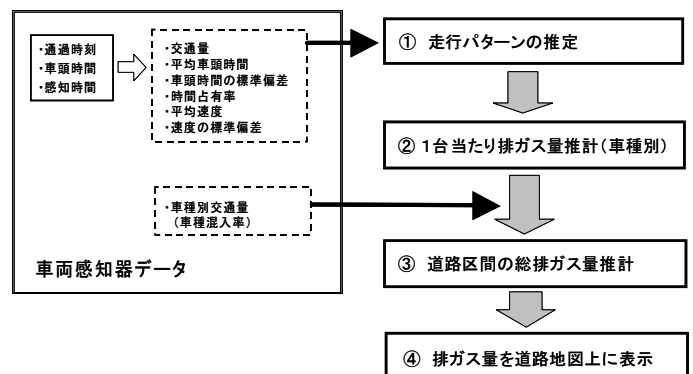 ・通過時刻
・車頭時間
・感知時間
・交通量
・平均車頭時間
・車頭時間の標準偏差
・時間占有率
・平均速度
・速度の標準偏差
・車種別交通量
（車種混入率）
車両感知器データ
① 走行パターンの推定
② 1台当たり排ガス量推計（車種別）
③ 道路区間の総排ガス量推計
④ 排ガス量を道路地図上に表示